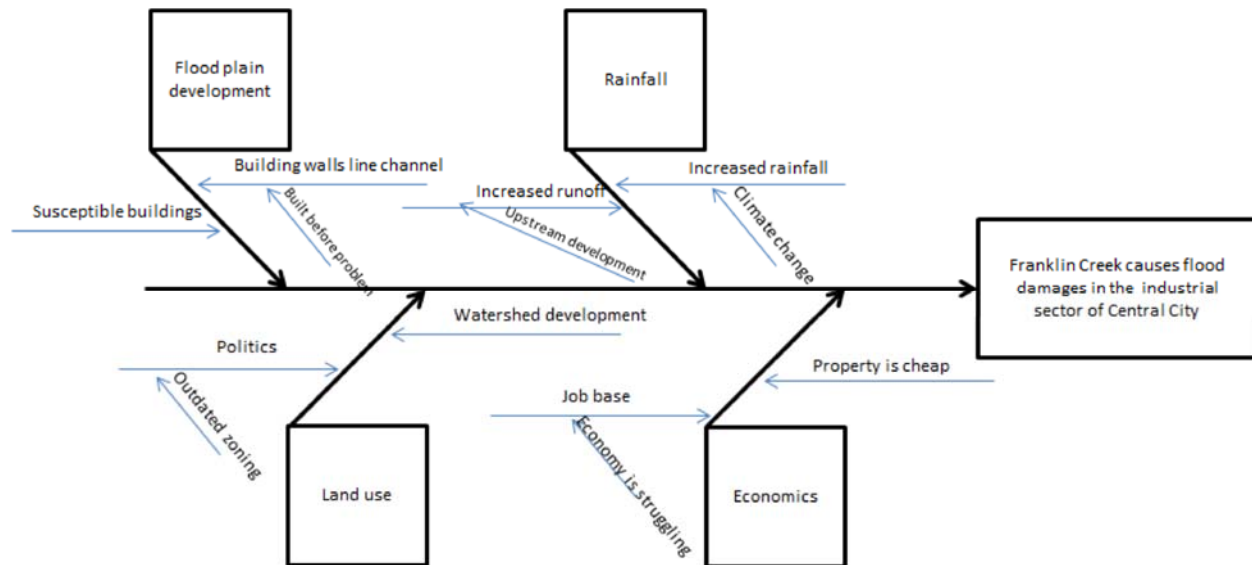 Flood plain
development
Rainfall
Building walls line channel
Increased rainfall
Increased runoff
Susceptible buildings
Built before problem
Upstream development
Climate change
Franklin Creek causes flood
damages in the industrial
sector of Central City
Watershed development
Politics
Property is cheap
Outdated zoning
Job base
Economy is struggling
Land use
Economics